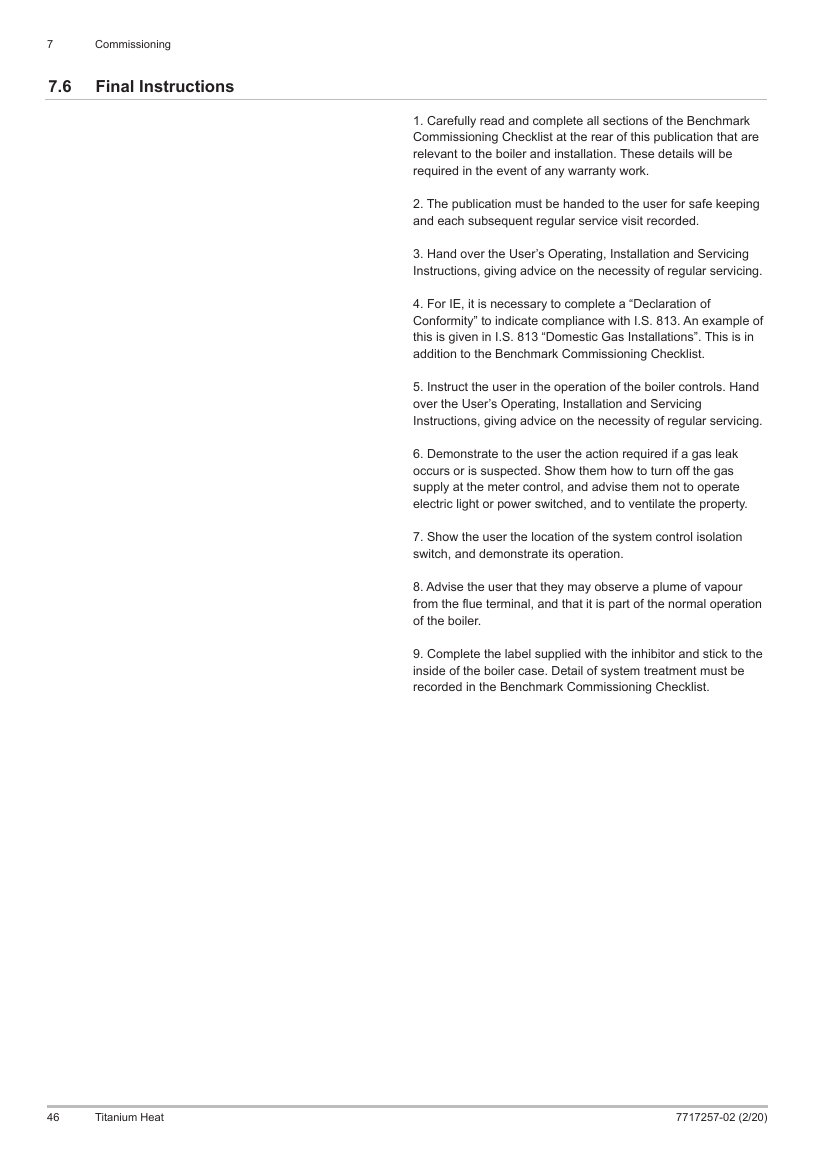 7 Commissioning
7.6 Final Instructions
1. Carefully read and complete all sections of the Benchmark
Commissioning Checklist at the rear of this publication that are
relevant to the boiler and installation. These details will be
required in the event of any warranty work.
2. The publication must be handed to the user for safe keeping
and each subsequent regular service visit recorded.
3. Hand over the User’s Operating, Installation and Servicing
Instructions, giving advice on the necessity of regular servicing.
4. For IE, it is necessary to complete a “Declaration of
Conformity” to indicate compliance with I.S. 813. An example of
this is given in I.S. 813 “Domestic Gas Installations”. This is in
addition to the Benchmark Commissioning Checklist.
5. Instruct the user in the operation of the boiler controls. Hand
over the User’s Operating, Installation and Servicing
Instructions, giving advice on the necessity of regular servicing.
6. Demonstrate to the user the action required if a gas leak
occurs or is suspected. Show them how to turn off the gas
supply at the meter control, and advise them not to operate
electric light or power switched, and to ventilate the property.
7. Show the user the location of the system control isolation
switch, and demonstrate its operation.
8. Advise the user that they may observe a plume of vapour
from the flue terminal, and that it is part of the normal operation
of the boiler.
9. Complete the label supplied with the inhibitor and stick to the
inside of the boiler case. Detail of system treatment must be
recorded in the Benchmark Commissioning Checklist.
46 Titanium Heat 7717257-02 (2/20)